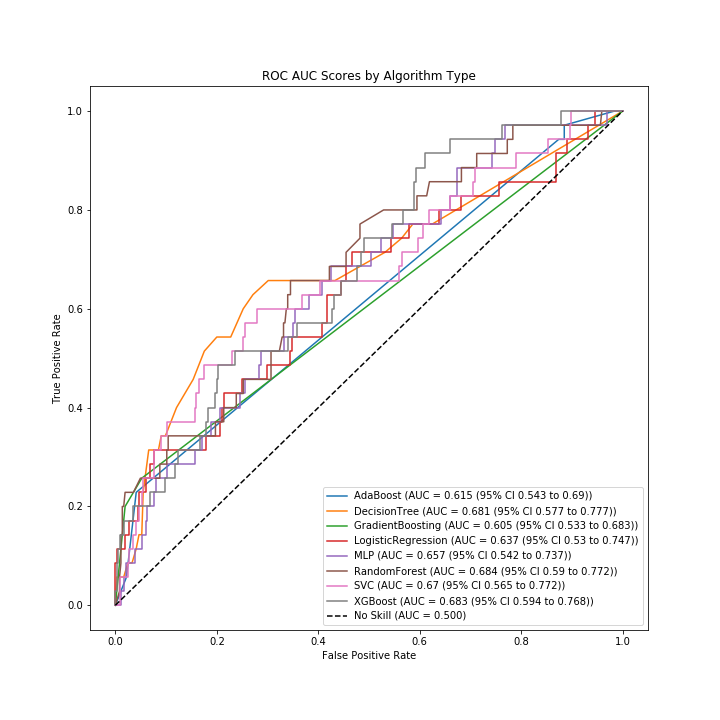 ROC AUC Scores by Algorithm Type
True Positive Rate
1.0
0.8
0.6
0.4
0.2
0.0
AdaBoost (AUC = 0.615 (95% CI 0.543 to 0.69))
DecisionTree (AUC = 0.681 (95% CI 0.577 to 0.777))
GradientBoosting (AUC = 0.605 (95% CI 0.533 to 0.683))
LogisticRegression (AUC = 0.637 (95% CI 0.53 to 0.747))
MLP (AUC = 0.657 (95% CI 0.542 to 0.737))
RandomForest (AUC = 0.684 (95% CI 0.59 to 0.772))
SVC (AUC = 0.67 (95% CI 0.565 to 0.772))
XGBoost (AUC = 0.683 (95% CI 0.594 to 0.768))
No Skill (AUC = 0.500)
0.0 0.2 0.4 0.6 0.8 1.0
False Positive Rate